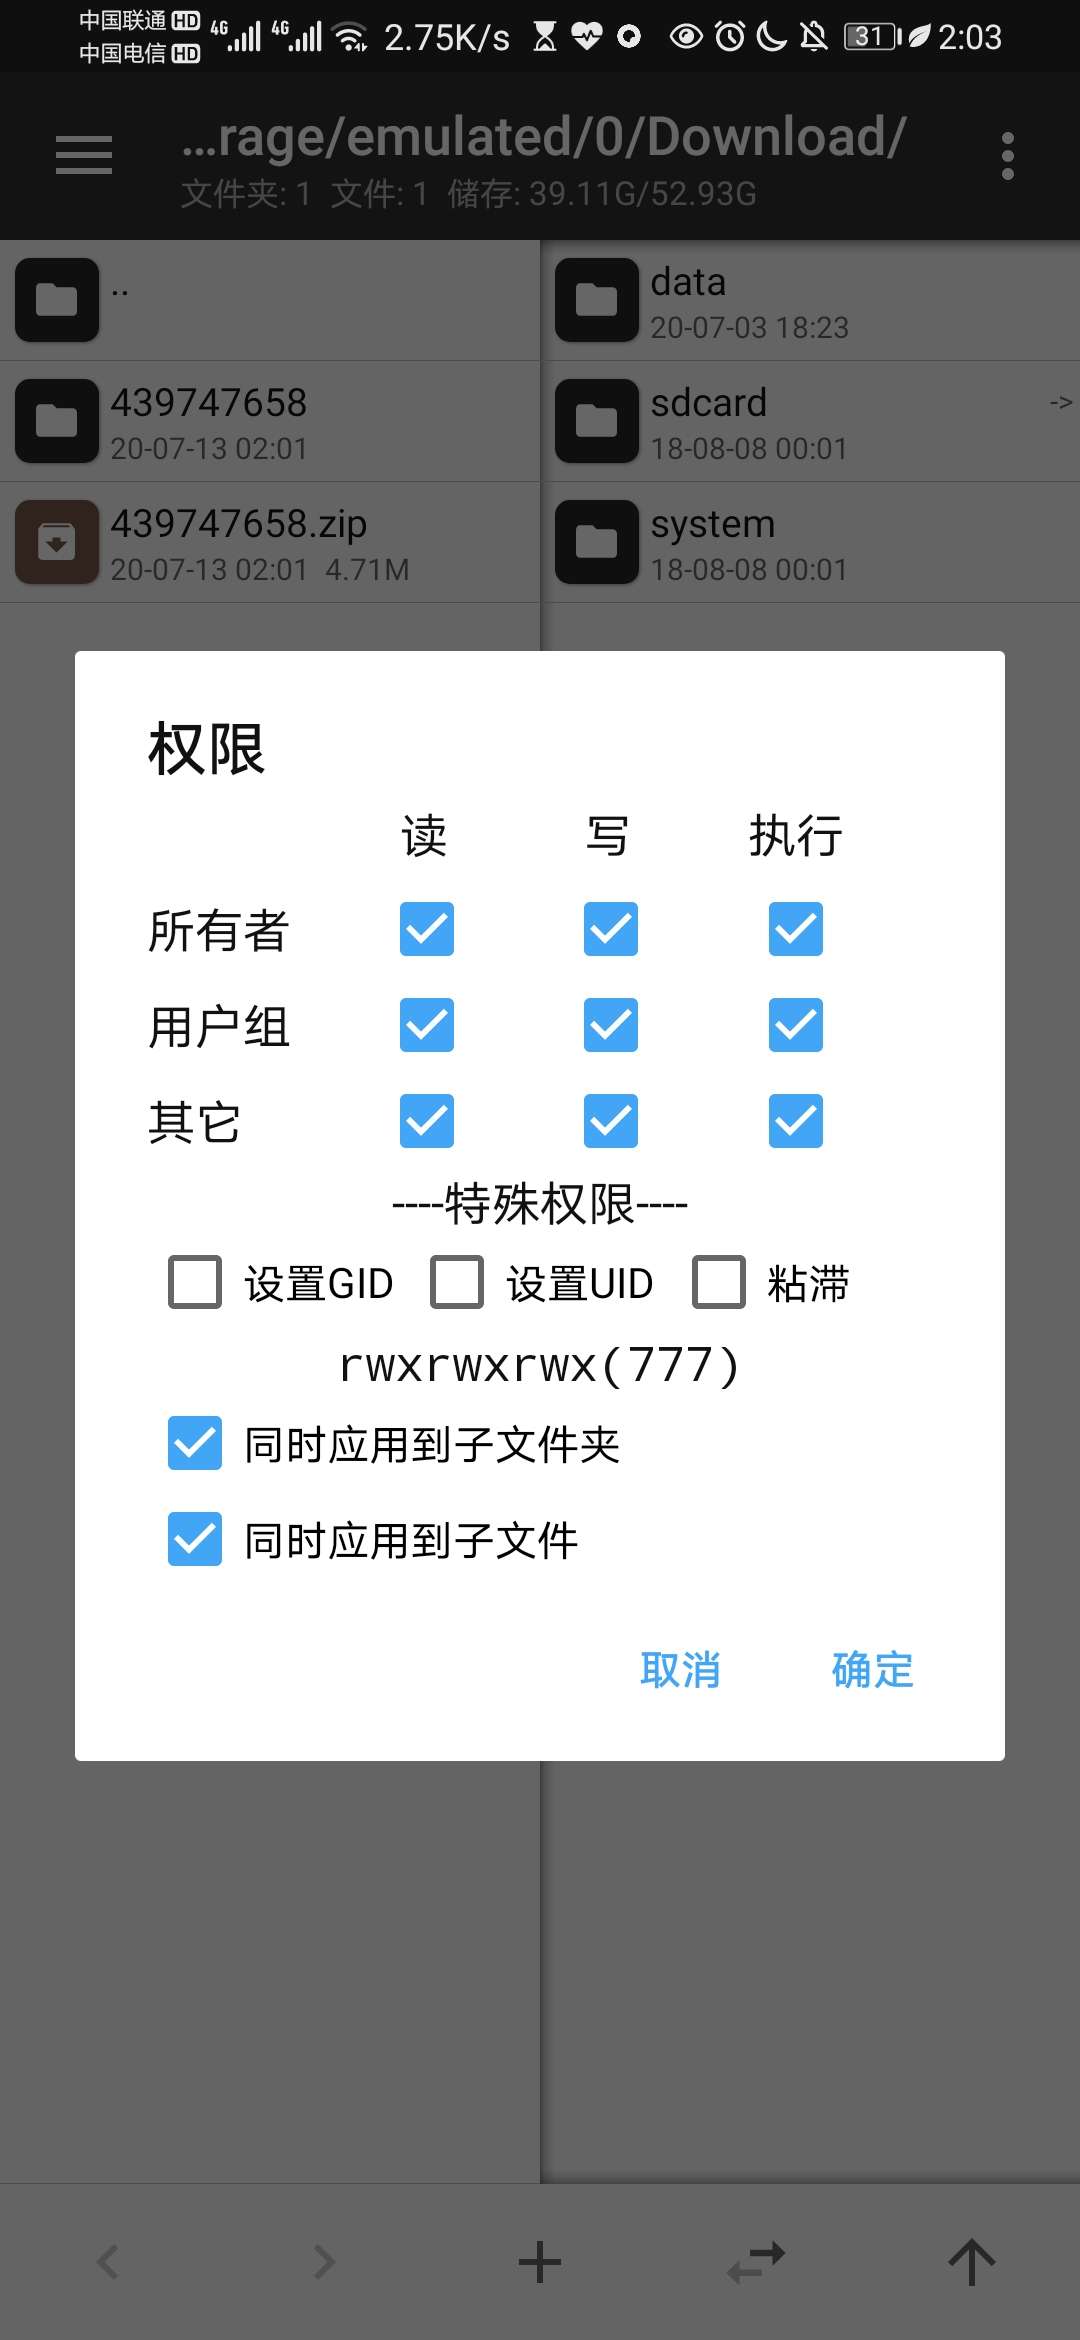 中国联通 HD 4G 4G 2.75K/s 31 2:03
中国电信 HD
...rage/emulated/0/Download/
文件夹: 1 文件: 1 储存: 39.11G/52.93G
..
439747658
20-07-13 02:01
439747658.zip
20-07-13 02:01 4.71M
data
20-07-03 18:23
sdcard ->
18-08-08 00:01
system
18-08-08 00:01
权限
读 写 执行
所有者
用户组
其它
----特殊权限----
设置GID 设置UID 粘滞
rwxrwxrwx(777)
同时应用到子文件夹
同时应用到子文件
取消 确定